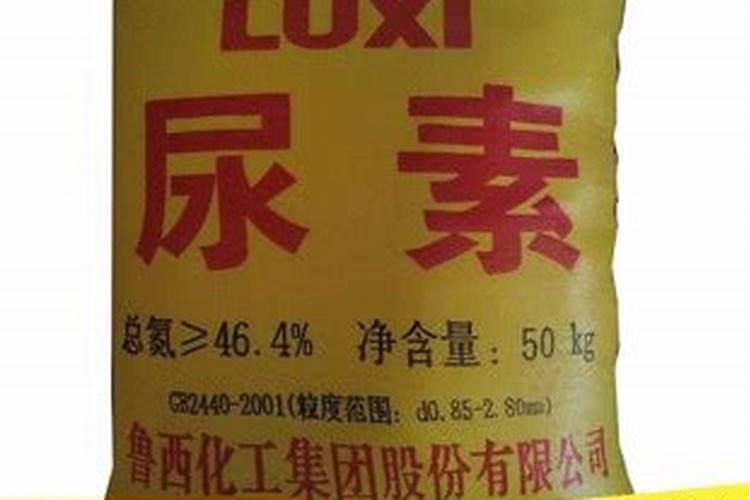 LUXI
尿素
总氮≥46.4% 净含量：50 kg
GB2440-2001(粒度范围：d0.85-2.80mm)
鲁西化工集团股份有限公司